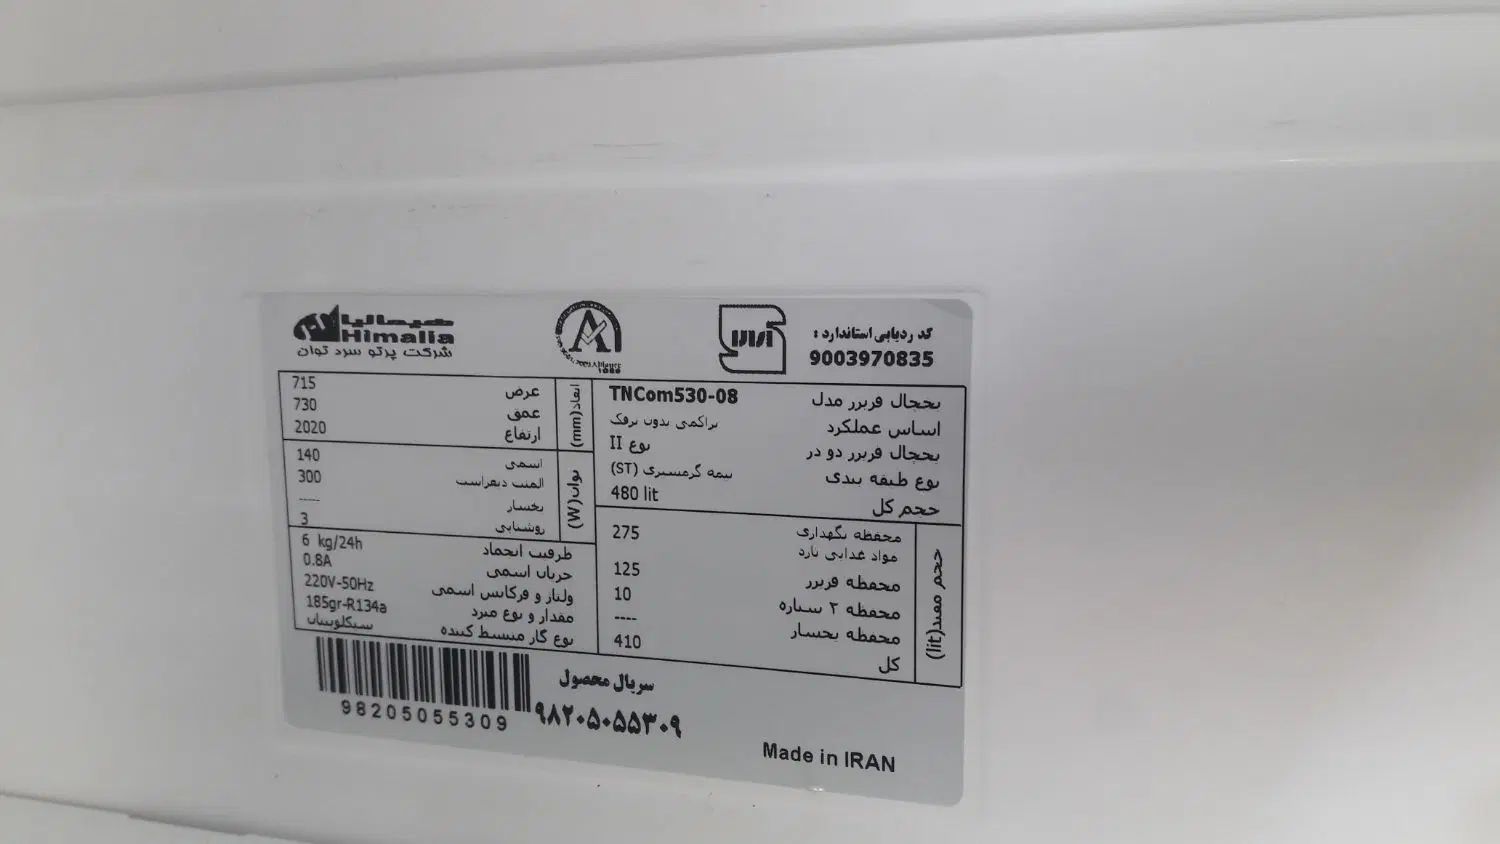 کد ردیابی استاندارد :
9003970835
هیمالیا
Himalia
شرکت پرتو سرد توان
یخچال فریزر مدل TNCom530-08
اساس عملکرد تراکمی بدون برفک
یخچال فریزر دو در نوع II
نوع طبقه بندی نیمه گرمسیری (ST)
حجم کل 480 lit
حجم مفید(lit)
محفظه نگهداری 275
مواد غذایی تازه
محفظه فریزر 125
محفظه ۲ ستاره 10
محفظه یخساز ----
کل 410
ابعاد(mm)
عرض 715
عمق 730
ارتفاع 2020
توان(W)
اسمی 140
المنت دیفراست 300
یخساز ----
روشنایی 3
ظرفیت انجماد 6 kg/24h
جریان اسمی 0.8A
ولتاژ و فرکانس اسمی 220V-50Hz
مقدار و نوع مبرد 185gr-R134a
نوع گاز منبسط کننده سیکلوپنتان
سریال محصول
98205055309
۹۸۲۰۵۰۵۵۳۰۹
Made in IRAN